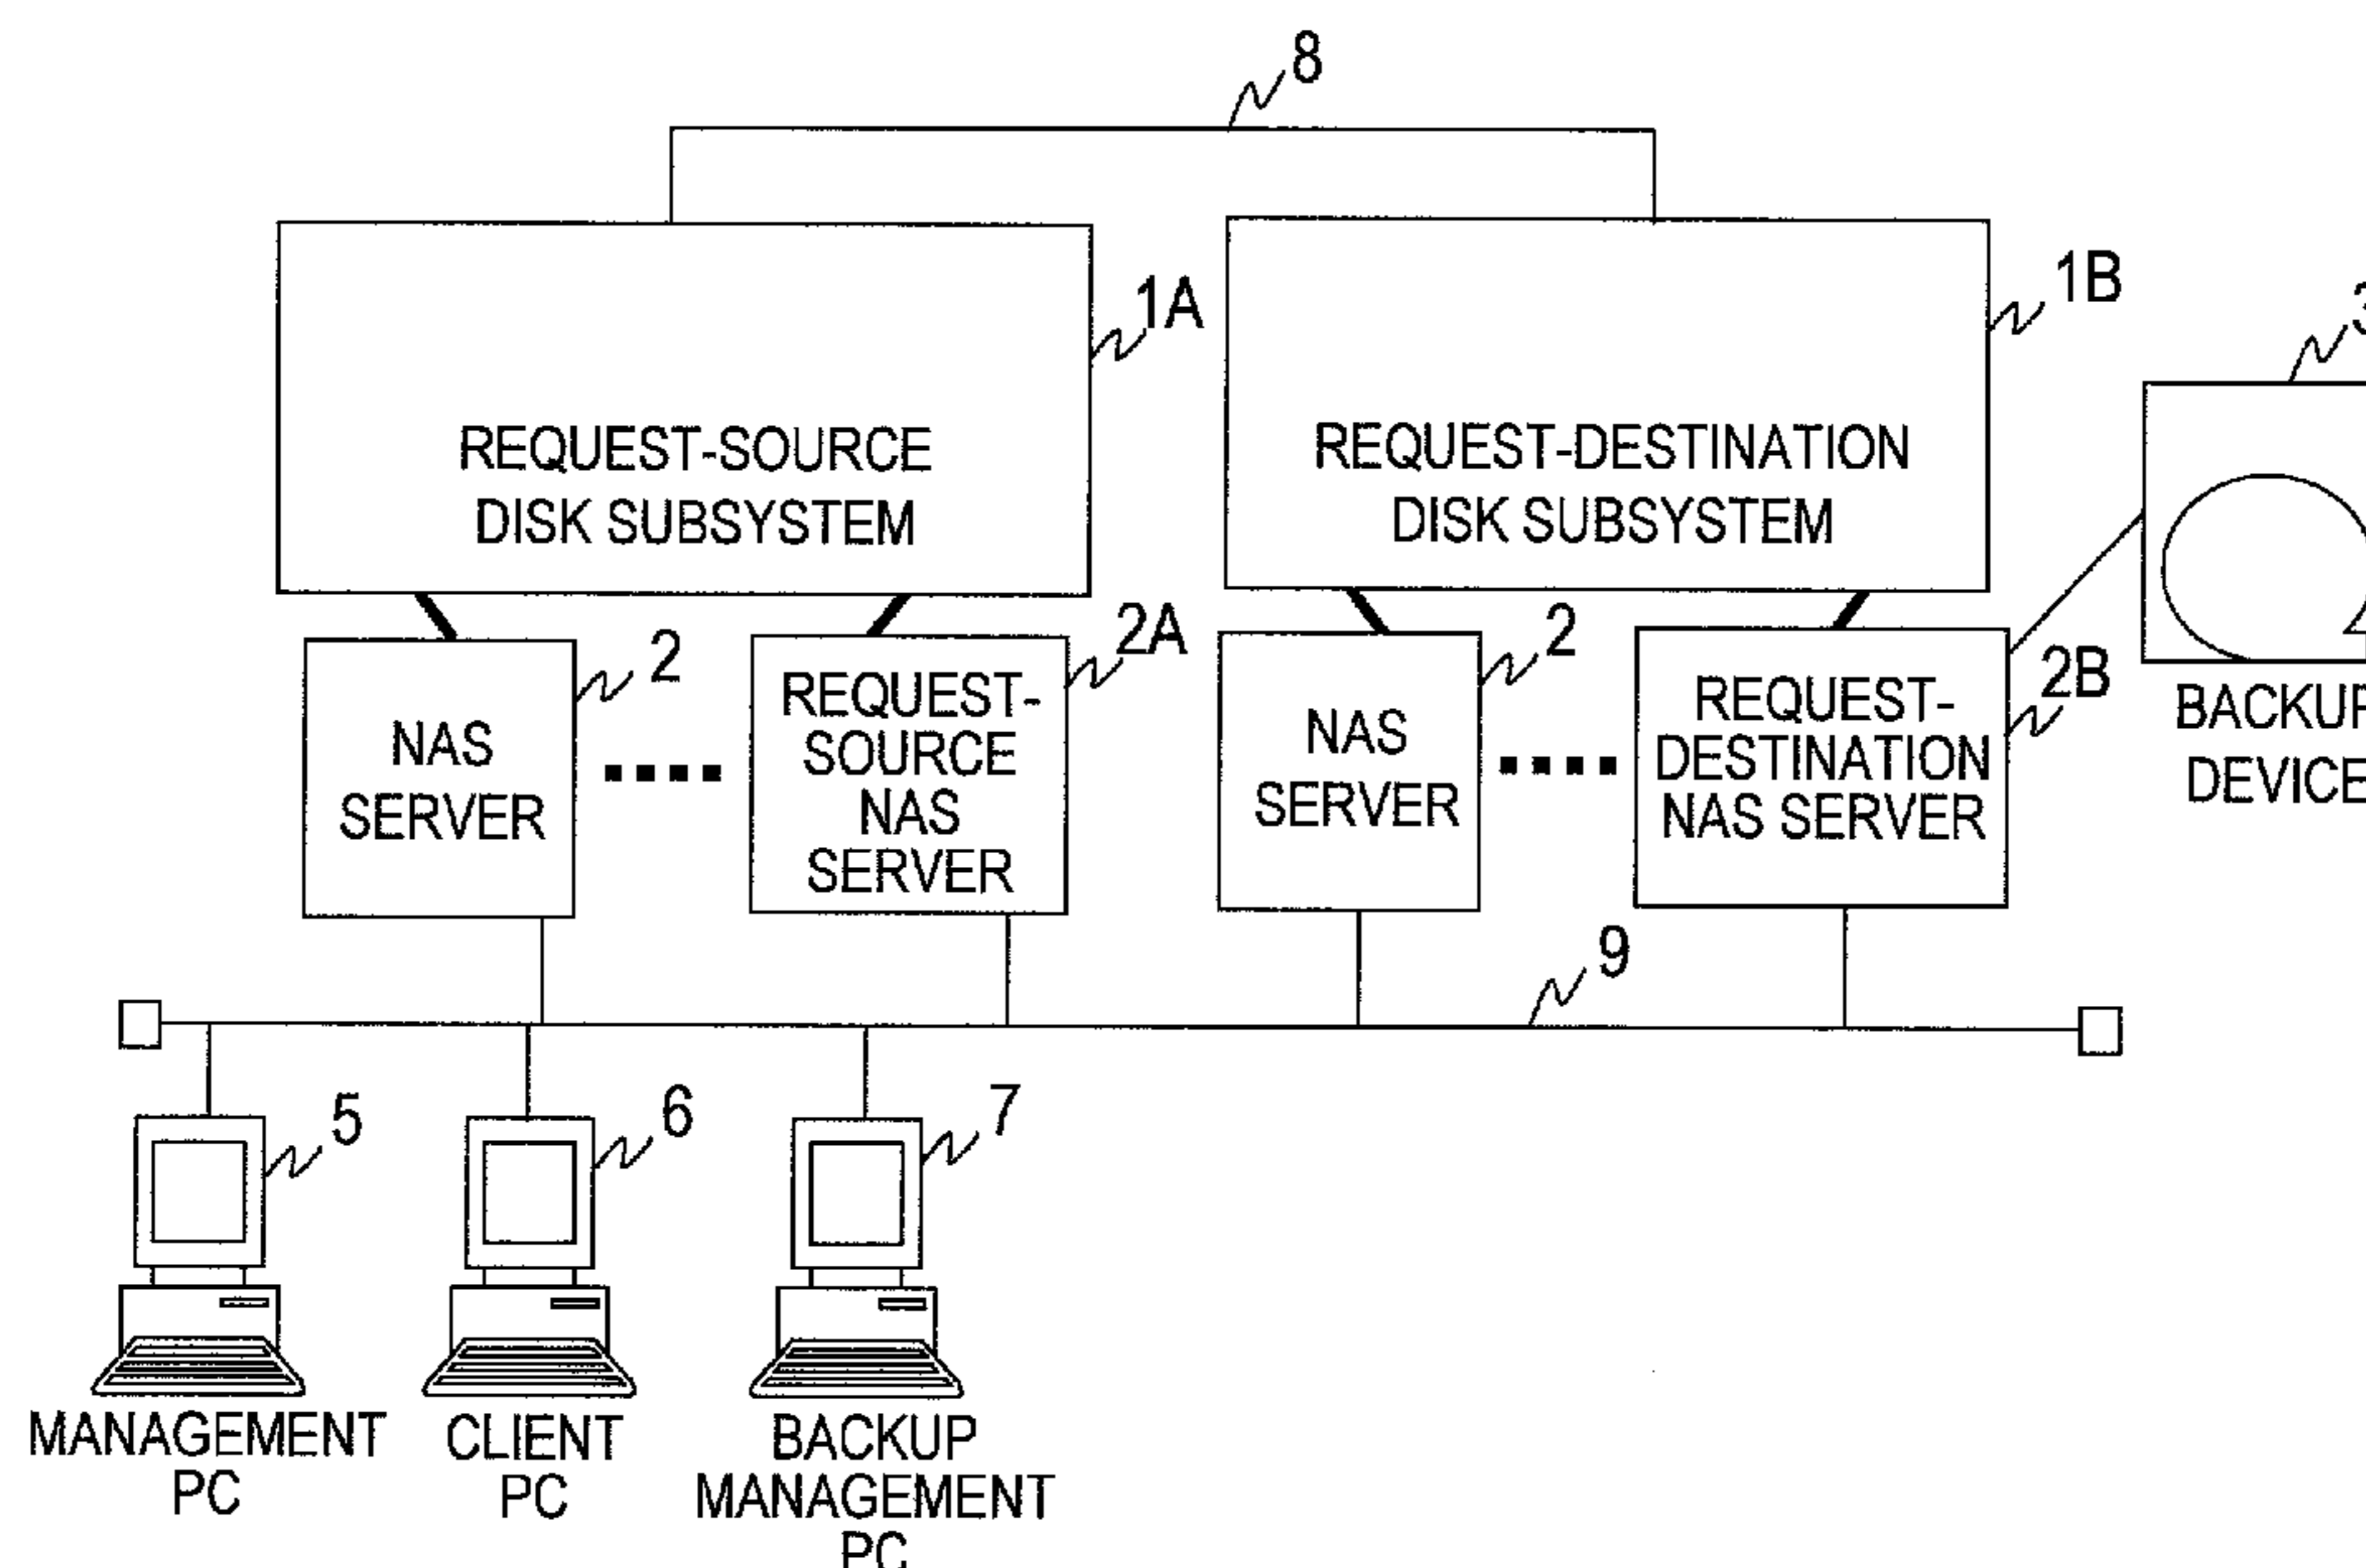 8
1A
1B
REQUEST-SOURCE
DISK SUBSYSTEM
REQUEST-DESTINATION
DISK SUBSYSTEM
2
2A
2
2B
NAS
SERVER
REQUEST-
SOURCE
NAS
SERVER
NAS
SERVER
REQUEST-
DESTINATION
NAS SERVER
BACKUP
DEVICE
9
5
6
7
MANAGEMENT
PC
CLIENT
PC
BACKUP
MANAGEMENT
PC